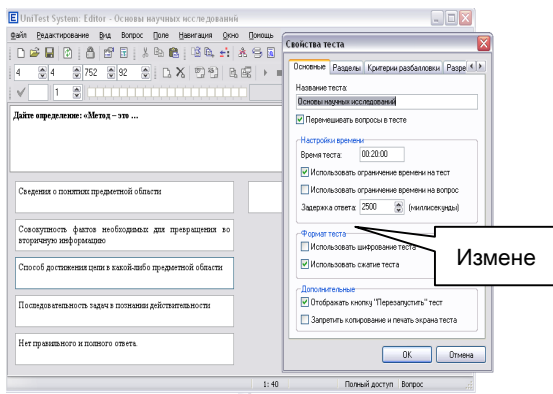 UniTest System: Editor - Основы научных исследований
Файл Редактирование Вид Вопрос Поле Навигация Окно Помощь
4 4 752 92
1
Дайте определение: «Метод – это ...
Сведения о понятиях предметной области
Совокупность фактов необходимых для превращения во
вторичную информацию
Способ достижения цели в какой-либо предметной области
Последовательность задач в познании действительности
Нет правильного и полного ответа.
1: 40 Полный доступ Вопрос
Свойства теста
Основные Разделы Критерии разбалловки Разре
Название теста:
Основы научных исследований
Перемешивать вопросы в тесте
Настройки времени
Время теста: 00:20:00
Использовать ограничение времени на тест
Использовать ограничение времени на вопрос
Задержка ответа: 2500 (миллисекунды)
Формат теста
Использовать шифрование теста
Использовать сжатие теста
Дополнительные
Отображать кнопку "Перезапустить" тест
Запретить копирование и печать экрана теста
OK Отмена
Измене